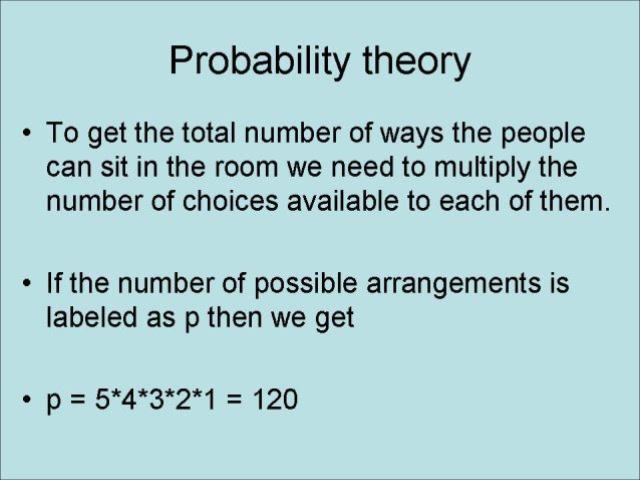 Probability theory
• To get the total number of ways the people
can sit in the room we need to multiply the
number of choices available to each of them.
• If the number of possible arrangements is
labeled as p then we get
• p = 5*4*3*2*1 = 120